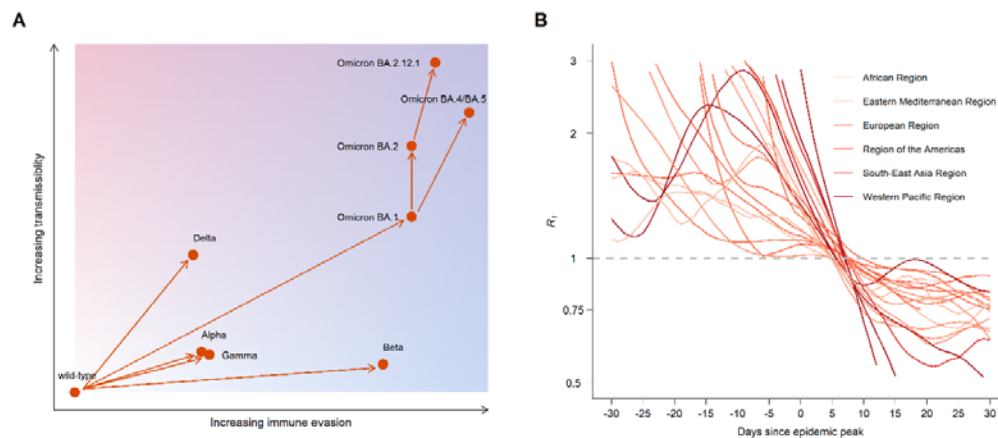 A
Increasing transmissiblity
Omicron BA.2.12.1
Omicron BA.4/BA.5
Omicron BA.2
Omicron BA.1
Delta
Alpha
Gamma
Beta
wild-type
Increasing immune evasion
B
3
2
1
0.75
0.5
Rt
African Region
Eastern Mediterranean Region
European Region
Region of the Americas
South-East Asia Region
Western Pacific Region
-30 -25 -20 -15 -10 -5 0 5 10 15 20 25 30
Days since epidemic peak